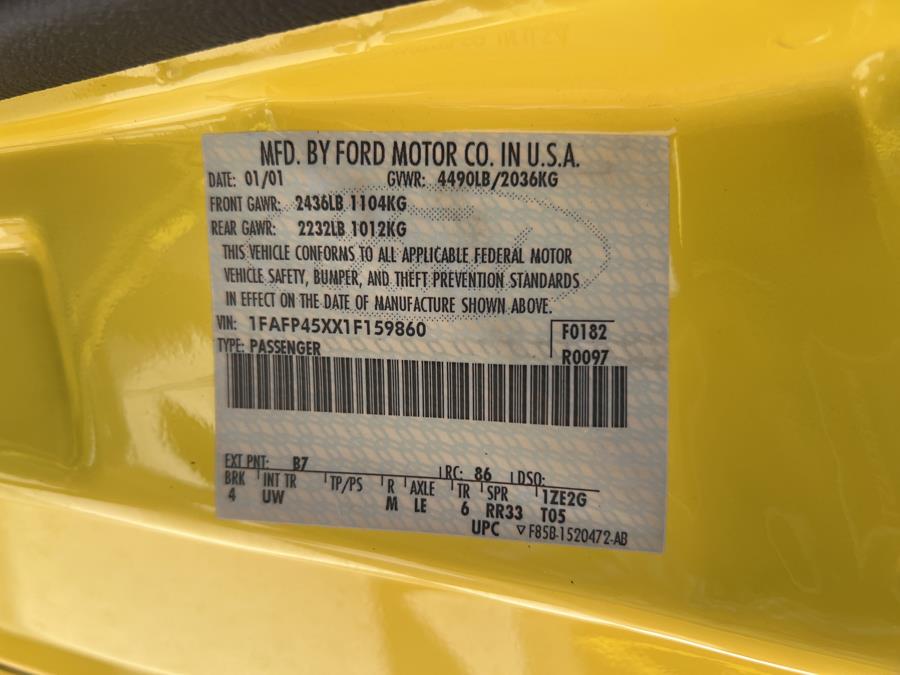 MFD. BY FORD MOTOR CO. IN U.S.A.
DATE: 01/01 GVWR: 4490LB/2036KG
FRONT GAWR: 2436LB 1104KG
REAR GAWR: 2232LB 1012KG
THIS VEHICLE CONFORMS TO ALL APPLICABLE FEDERAL MOTOR
VEHICLE SAFETY, BUMPER, AND THEFT PREVENTION STANDARDS
IN EFFECT ON THE DATE OF MANUFACTURE SHOWN ABOVE.
VIN: 1FAFP45XX1F159860 F0182
TYPE: PASSENGER R0097
EXT PNT: B7 RC: 86 DSO:
BRK INT TR TP/PS R AXLE TR SPR 1ZE2G
4 UW M LE 6 RR33 T05
UPC ▽F85B-1520472-AB